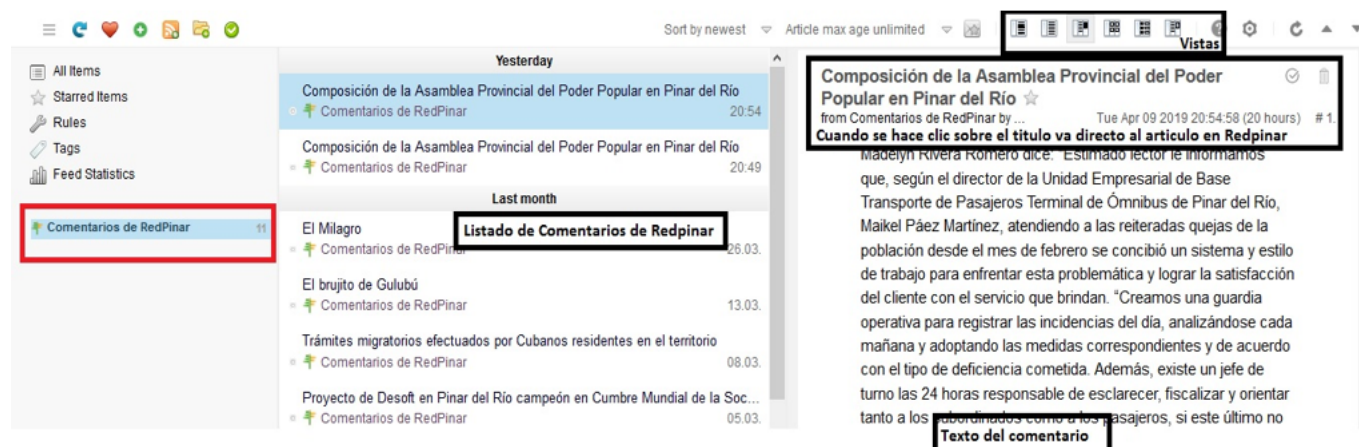 Sort by newest Article max age unlimited
Vistas
All Items
Starred Items
Rules
Tags
Feed Statistics
Comentarios de RedPinar 11
Yesterday
Composición de la Asamblea Provincial del Poder Popular en Pinar del Río
Comentarios de RedPinar 20:54
Composición de la Asamblea Provincial del Poder Popular en Pinar del Río
Comentarios de RedPinar 20:49
Last month
El Milagro
Listado de Comentarios de Redpinar
Comentarios de RedPinar 26.03.
El brujito de Gulubú
Comentarios de RedPinar 13.03.
Trámites migratorios efectuados por Cubanos residentes en el territorio
Comentarios de RedPinar 08.03.
Proyecto de Desoft en Pinar del Río campeón en Cumbre Mundial de la Soc...
Comentarios de RedPinar 05.03.
Composición de la Asamblea Provincial del Poder
Popular en Pinar del Río
from Comentarios de RedPinar by ... Tue Apr 09 2019 20:54:58 (20 hours) # 1.
Cuando se hace clic sobre el titulo va directo al articulo en Redpinar
Madelyn Rivera Romero dice: "Estimado lector le informamos
que, según el director de la Unidad Empresarial de Base
Transporte de Pasajeros Terminal de Ómnibus de Pinar del Río,
Maikel Páez Martínez, atendiendo a las reiteradas quejas de la
población desde el mes de febrero se concibió un sistema y estilo
de trabajo para enfrentar esta problemática y lograr la satisfacción
del cliente con el servicio que brindan. “Creamos una guardia
operativa para registrar las incidencias del día, analizándose cada
mañana y adoptando las medidas correspondientes y de acuerdo
con el tipo de deficiencia cometida. Además, existe un jefe de
turno las 24 horas responsable de esclarecer, fiscalizar y orientar
tanto a los subordinados como a los pasajeros, si este último no
Texto del comentario